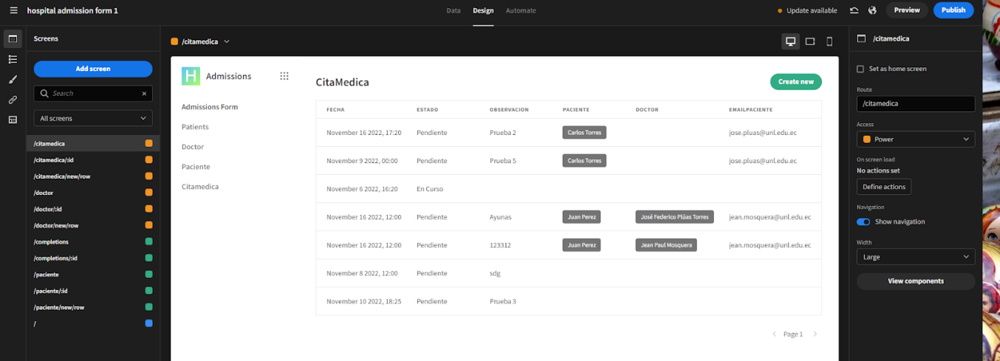 hospital admission form 1
Data
Design
Automate
Update available
Preview
Publish
Screens
Add screen
Search
All screens
/citamedica
/citamedica/:id
/citamedica/new/row
/doctor
/doctor/:id
/doctor/new/row
/completions
/completions/:id
/paciente
/paciente/:id
/paciente/new/row
/
/citamedica
H Admissions
Admissions Form
Patients
Doctor
Paciente
Citamedica
CitaMedica
Create new
FECHA ESTADO OBSERVACION PACIENTE DOCTOR EMAILPACIENTE
November 16 2022, 17:20 Pendiente Prueba 2 Carlos Torres jose.pluas@unl.edu.ec
November 9 2022, 00:00 Pendiente Prueba 5 Carlos Torres jose.pluas@unl.edu.ec
November 6 2022, 16:20 En Curso
November 16 2022, 12:00 Pendiente Ayunas Juan Perez José Federico Plúas Torres jean.mosquera@unl.edu.ec
November 16 2022, 12:00 Pendiente 123312 Juan Perez Jean Paul Mosquera jean.mosquera@unl.edu.ec
November 8 2022, 12:00 Pendiente sdg
November 10 2022, 18:25 Pendiente Prueba 3
Page 1
/citamedica
Set as home screen
Route
/citamedica
Access
Power
On screen load
No actions set
Define actions
Navigation
Show navigation
Width
Large
View components